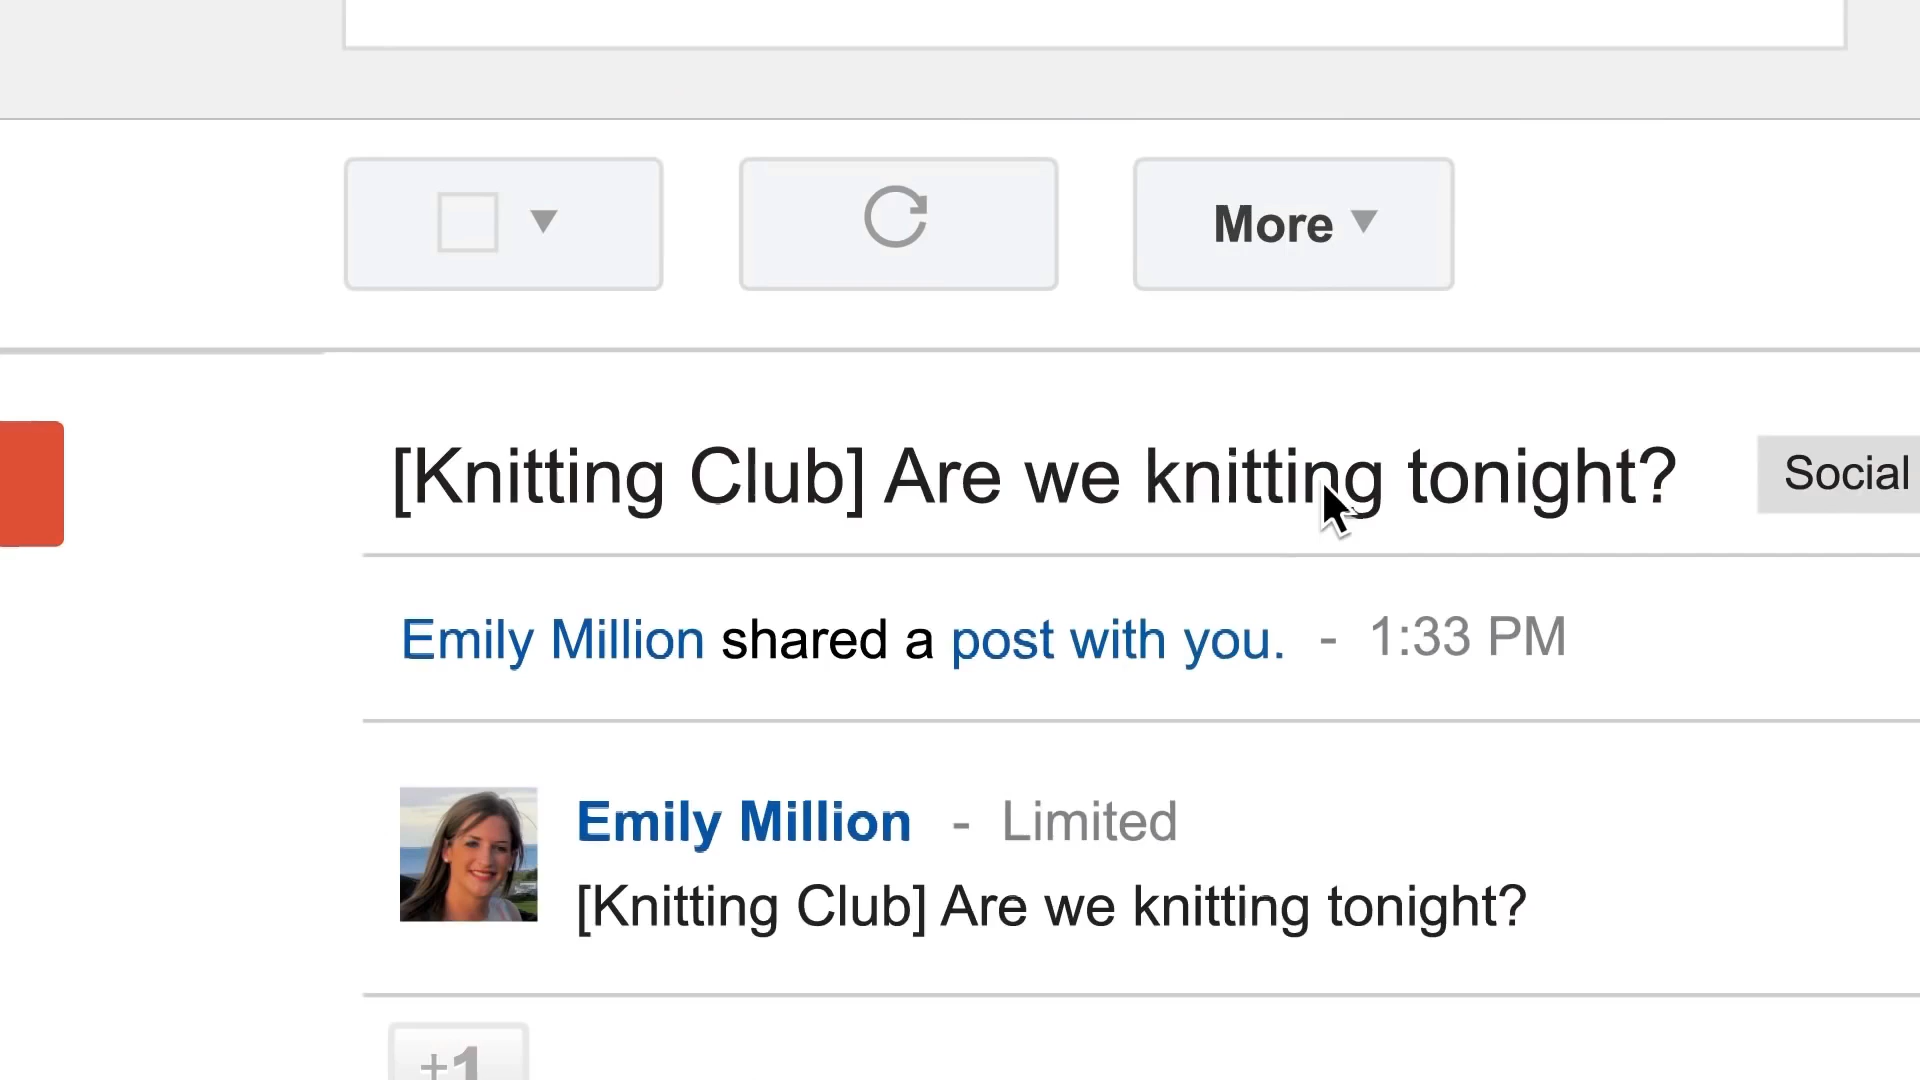 More
[Knitting Club] Are we knitting tonight? Social
Emily Million shared a post with you. - 1:33 PM
Emily Million - Limited
[Knitting Club] Are we knitting tonight?
+1